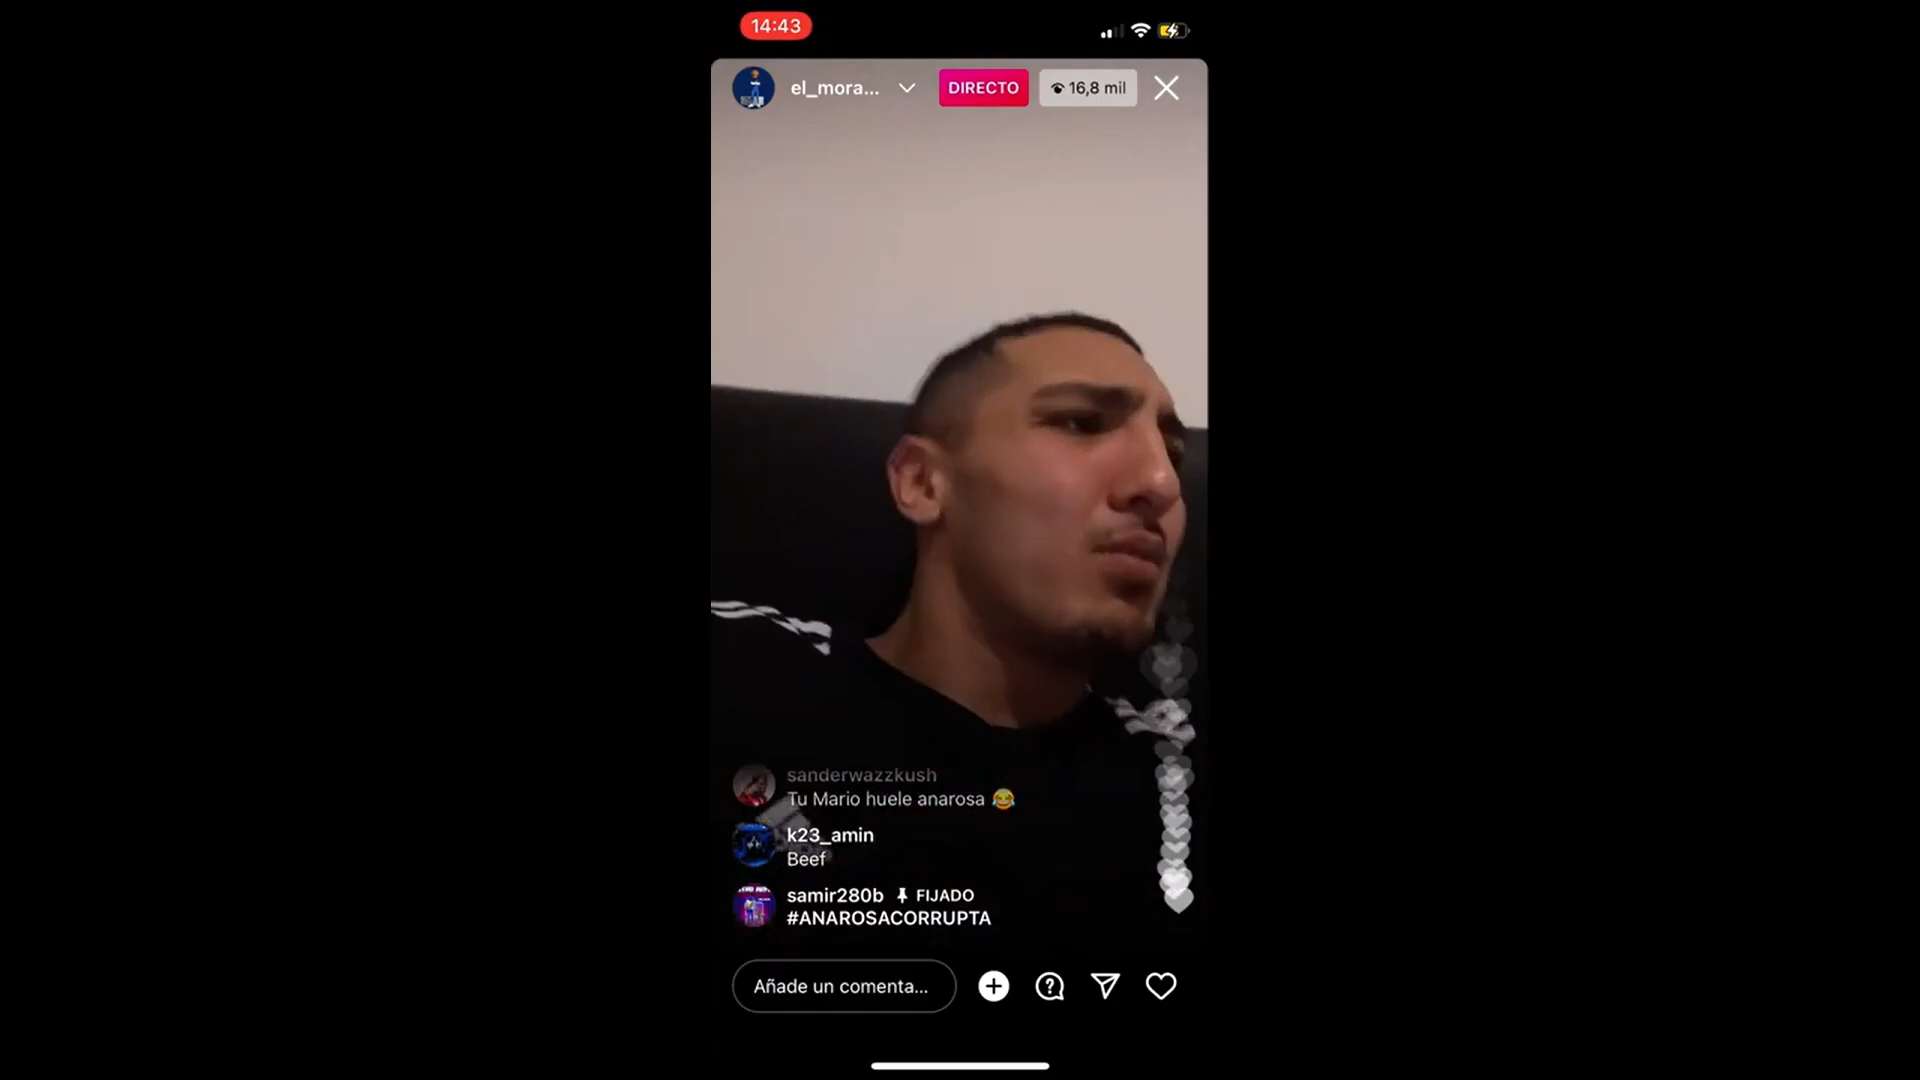 14:43
el_mora...
DIRECTO
16,8 mil
sanderwazzkush
Tu Mario huele anarosa 😂
k23_amin
Beef
samir280b FIJADO
#ANAROSACORRUPTA
Añade un comenta...